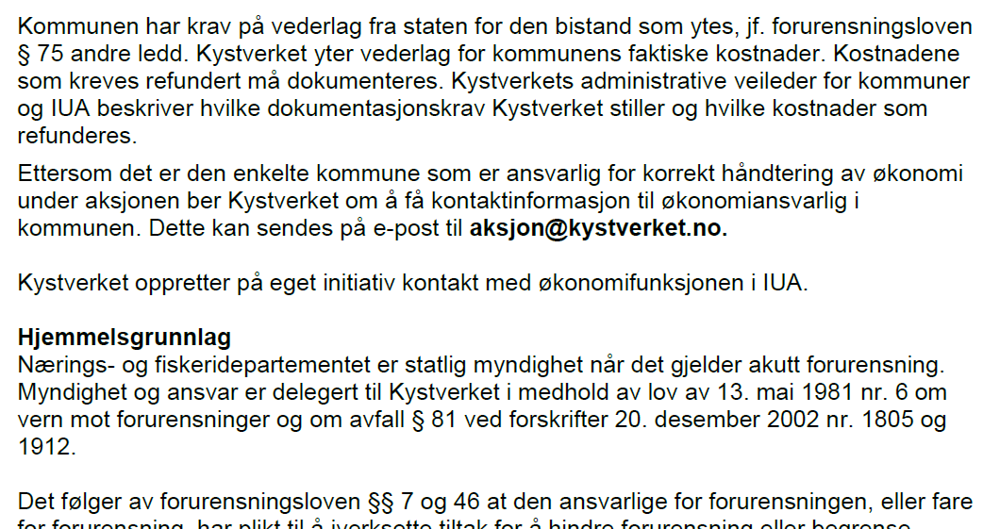 Kommunen har krav på vederlag fra staten for den bistand som ytes, jf. forurensningsloven
§ 75 andre ledd. Kystverket yter vederlag for kommunens faktiske kostnader. Kostnadene
som kreves refundert må dokumenteres. Kystverkets administrative veileder for kommuner
og IUA beskriver hvilke dokumentasjonskrav Kystverket stiller og hvilke kostnader som
refunderes.
Ettersom det er den enkelte kommune som er ansvarlig for korrekt håndtering av økonomi
under aksjonen ber Kystverket om å få kontaktinformasjon til økonomiansvarlig i
kommunen. Dette kan sendes på e-post til aksjon@kystverket.no.
Kystverket oppretter på eget initiativ kontakt med økonomifunksjonen i IUA.
Hjemmelsgrunnlag
Nærings- og fiskeridepartementet er statlig myndighet når det gjelder akutt forurensning.
Myndighet og ansvar er delegert til Kystverket i medhold av lov av 13. mai 1981 nr. 6 om
vern mot forurensninger og om avfall § 81 ved forskrifter 20. desember 2002 nr. 1805 og
1912.
Det følger av forurensningsloven §§ 7 og 46 at den ansvarlige for forurensningen, eller fare
for forurensning, har plikt til å iverksette tiltak for å hindre forurensning eller begrense